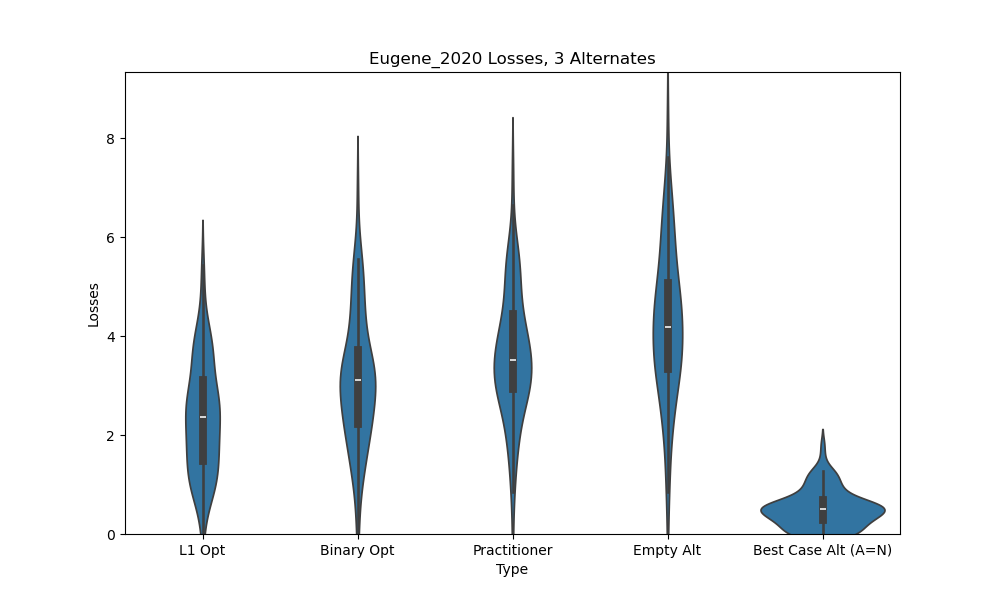 Eugene_2020 Losses, 3 Alternates
Losses
8
6
4
2
0
L1 Opt
Binary Opt
Practitioner
Empty Alt
Best Case Alt (A=N)
Type